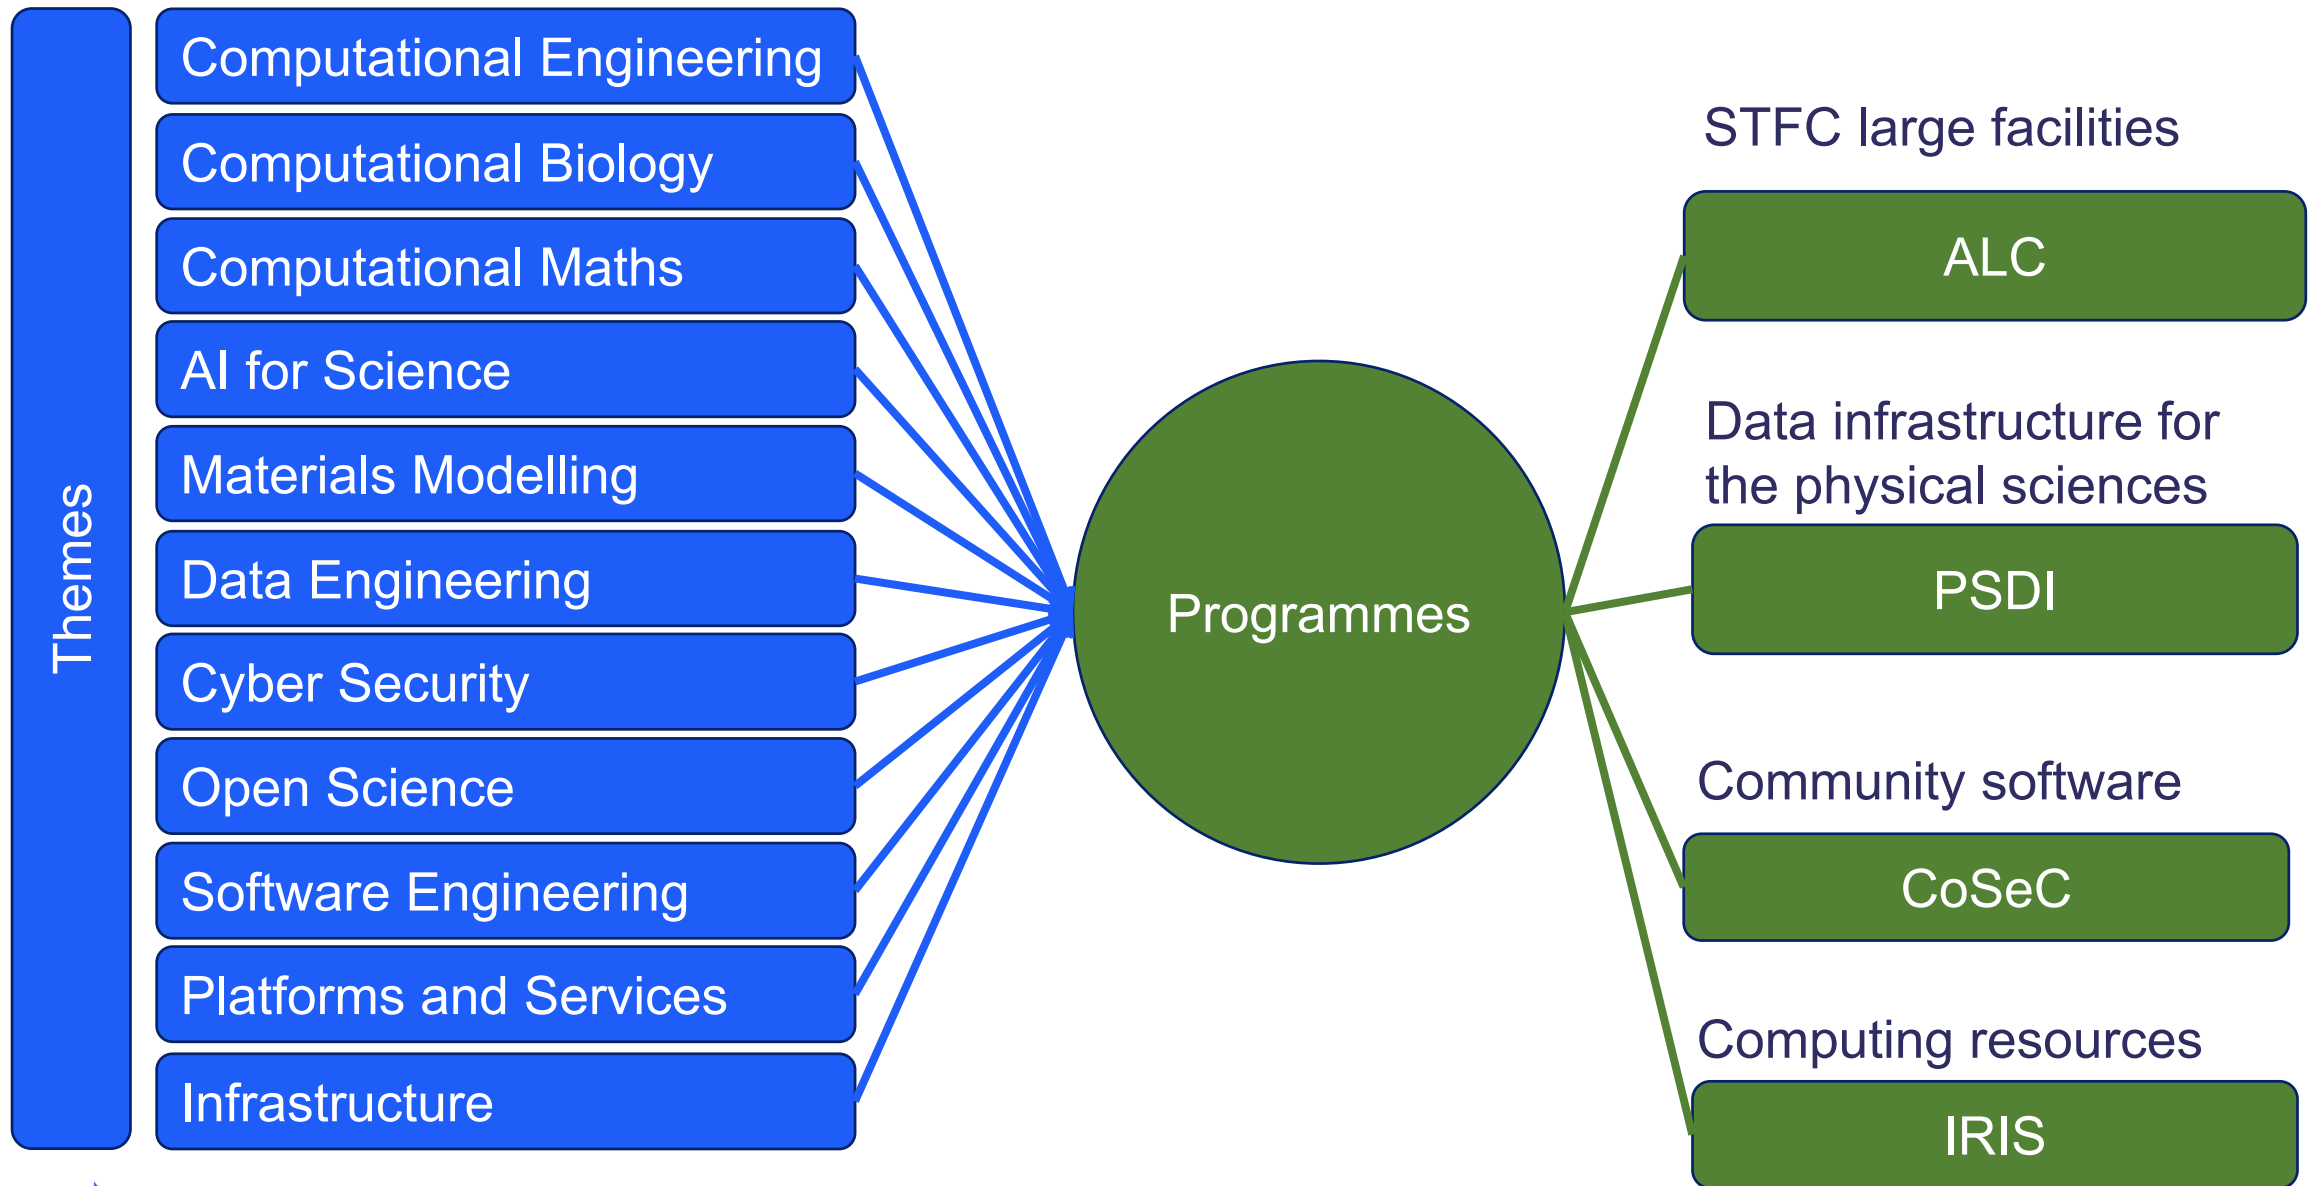 Themes
Computational Engineering
Computational Biology
Computational Maths
AI for Science
Materials Modelling
Data Engineering
Cyber Security
Open Science
Software Engineering
Platforms and Services
Infrastructure
Programmes
STFC large facilities
ALC
Data infrastructure for
the physical sciences
PSDI
Community software
CoSeC
Computing resources
IRIS